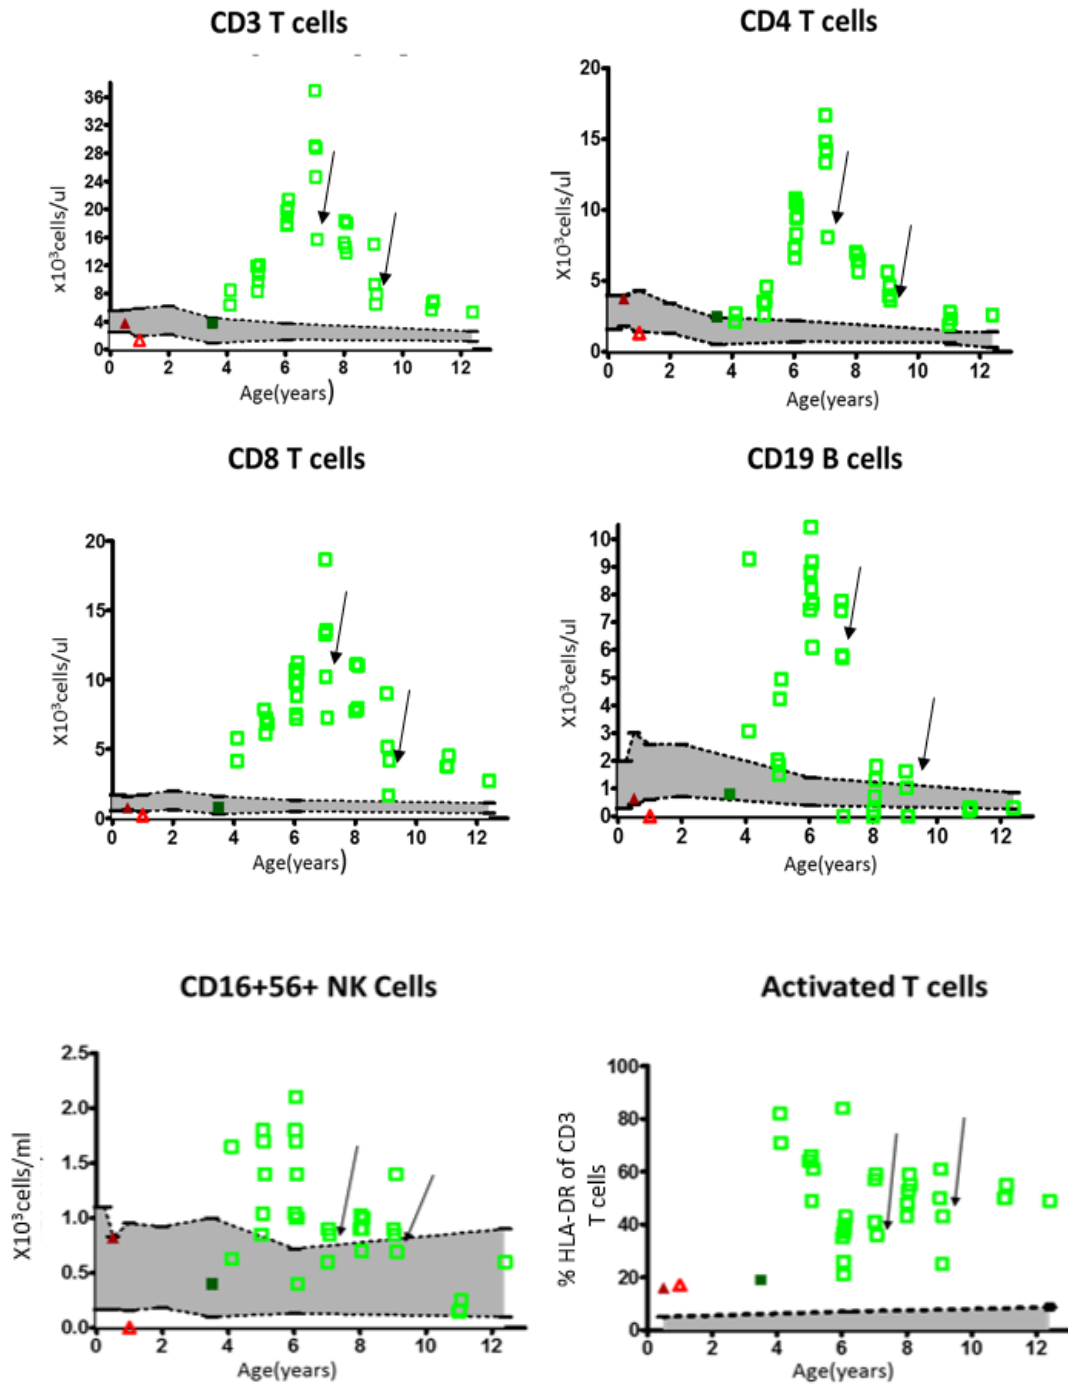 CD3 T cells
CD4 T cells
x10³cells/ul
36
32
28
24
20
16
12
8
4
0
0 2 4 6 8 10 12
Age(years)
X10³cells/ul
20
15
10
5
0
0 2 4 6 8 10 12
Age(years)
CD8 T cells
CD19 B cells
X10³cells/ul
20
15
10
5
0
0 2 4 6 8 10 12
Age(years)
X10³cells/ul
10
9
8
7
6
5
4
3
2
1
0
0 2 4 6 8 10 12
Age(years)
CD16+56+ NK Cells
Activated T cells
X10³cells/ml
2.5
2.0
1.5
1.0
0.5
0.0
0 2 4 6 8 10 12
Age(years)
% HLA-DR of CD3
T cells
100
80
60
40
20
0
0 2 4 6 8 10 12
Age(years)